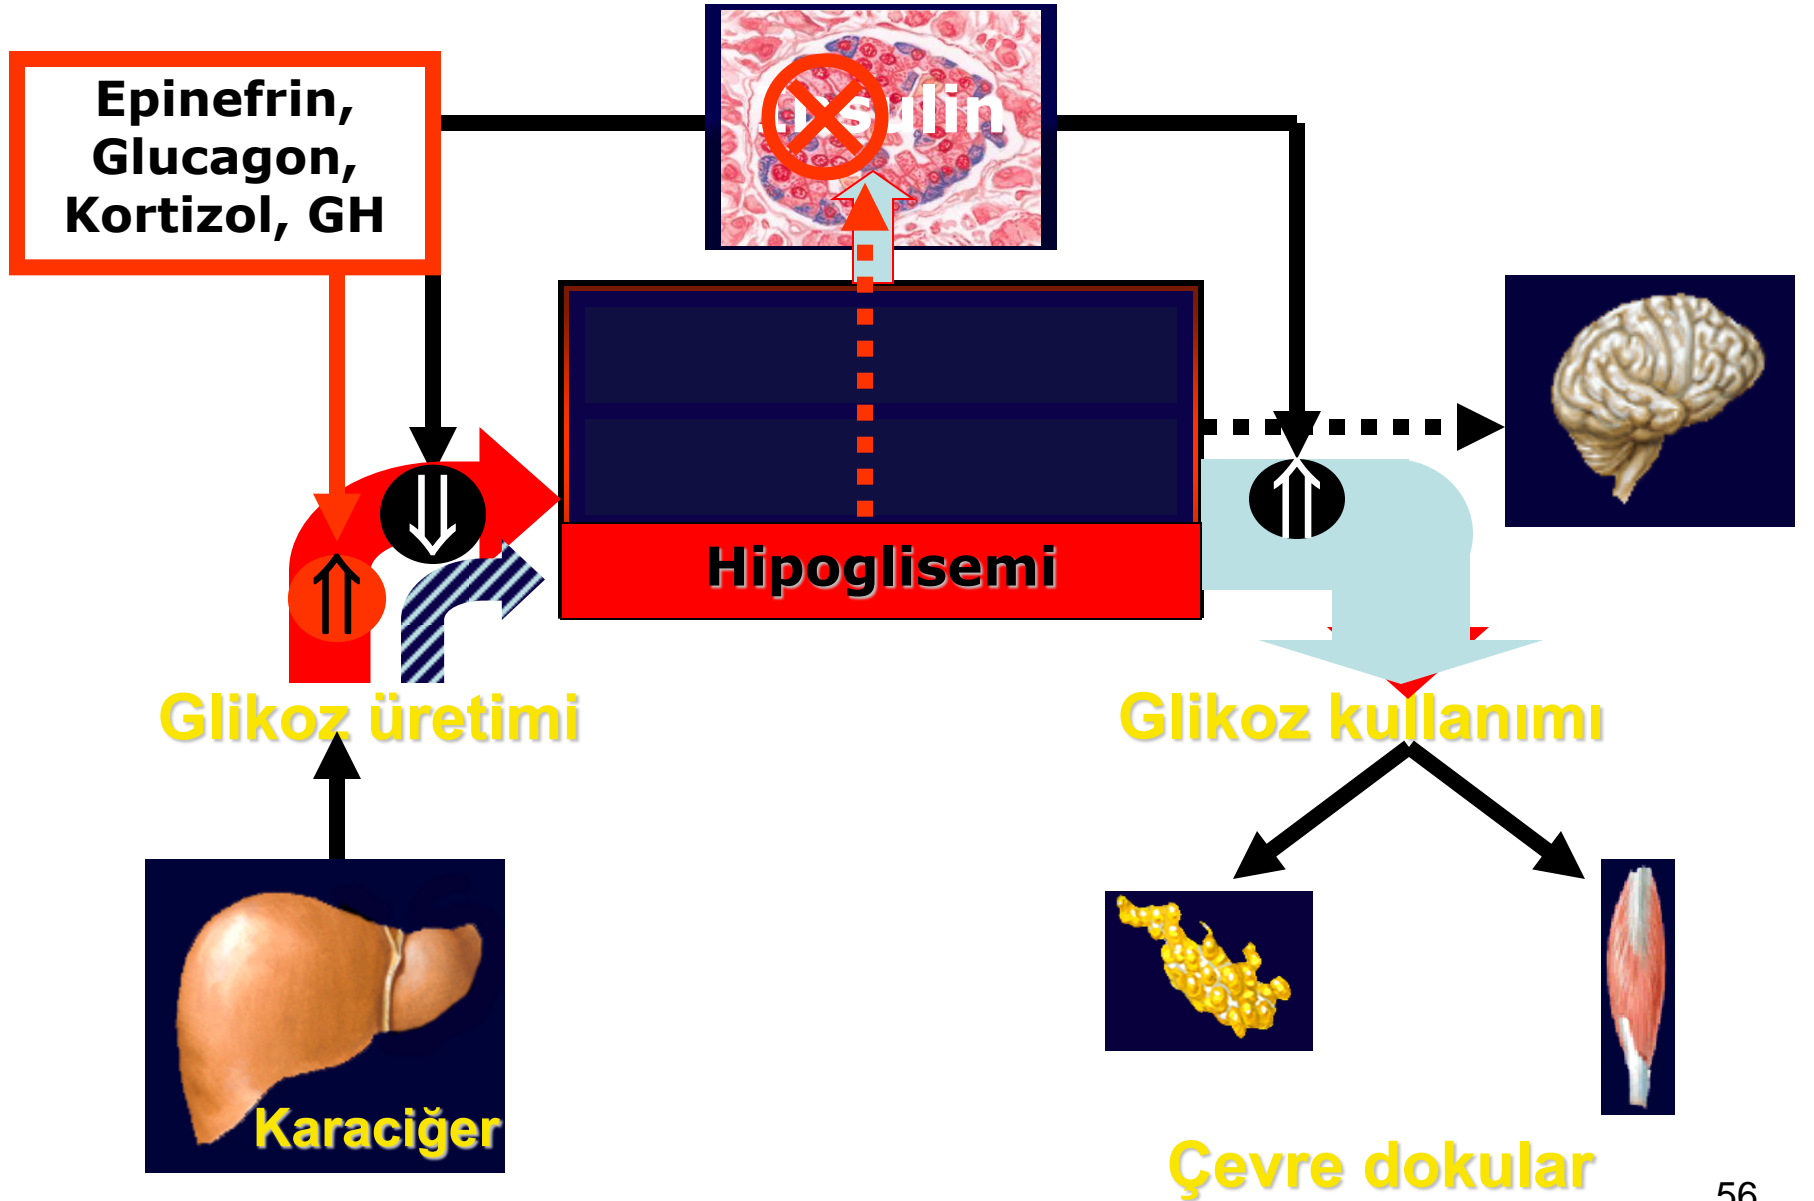 Epinefrin,
Glucagon,
Kortizol, GH
Hipoglisemi
Glikoz üretimi
Glikoz kullanımı
Karaciğer
Çevre dokular
56